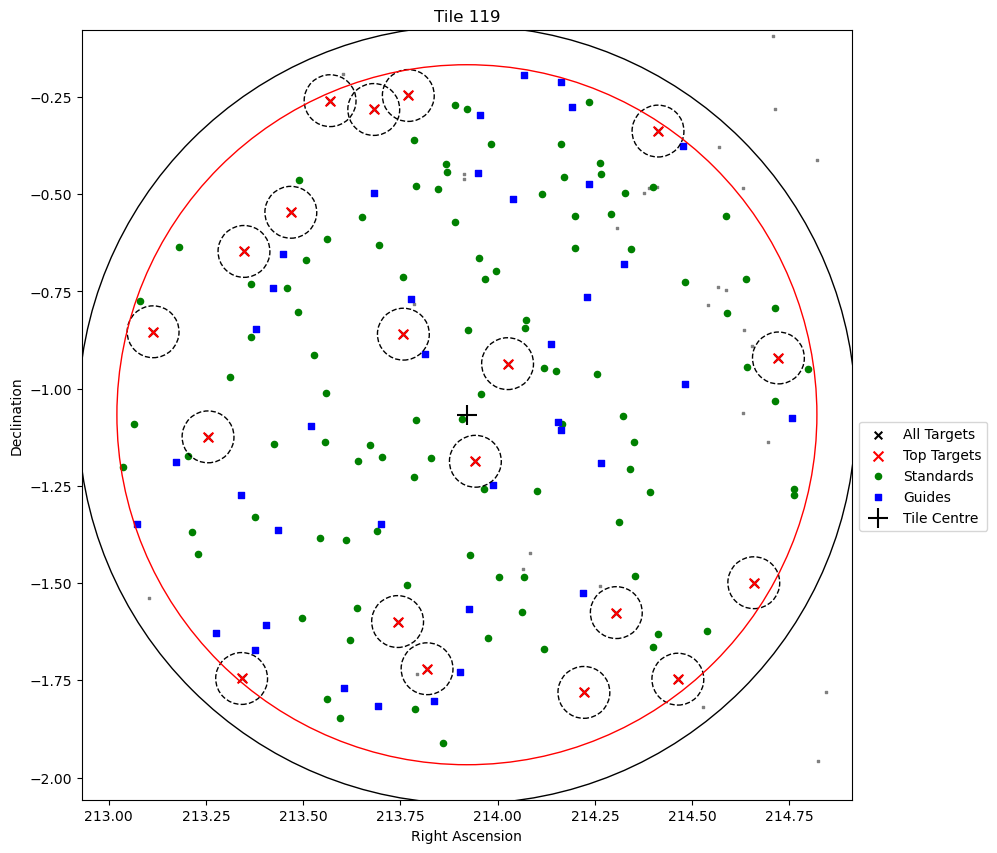 Tile 119
−0.25
−0.50
−0.75
−1.00
−1.25
−1.50
−1.75
−2.00
Declination
213.00 213.25 213.50 213.75 214.00 214.25 214.50 214.75
Right Ascension
All Targets
Top Targets
Standards
Guides
Tile Centre